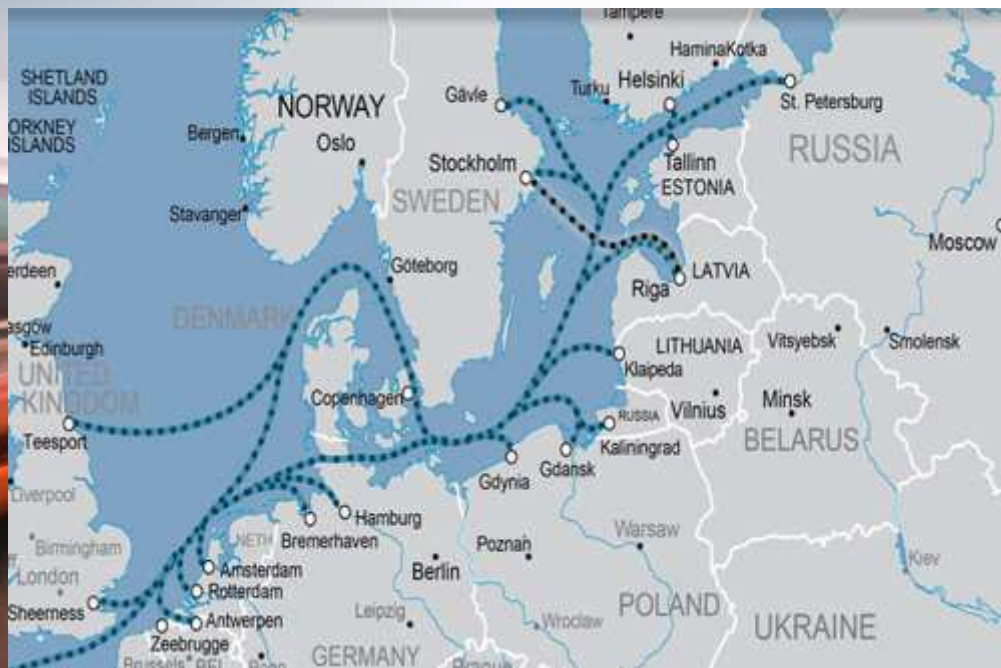 Tampere
HaminaKotka
SHETLAND
ISLANDS
Helsinki
Turku
Gävle
NORWAY
St. Petersburg
ORKNEY
ISLANDS
Bergen
Oslo
Stockholm
Tallinn
RUSSIA
ESTONIA
SWEDEN
Stavanger
Moscow
Göteborg
LATVIA
Riga
DENMARK
Edinburgh
LITHUANIA
Vitsyebsk
Smolensk
UNITED
KINGDOM
Klaipeda
Copenhagen
Vilnius
Minsk
RUSSIA
BELARUS
Teesport
Kaliningrad
Gdansk
Gdynia
Liverpool
Hamburg
Bremerhaven
NETH
Warsaw
Birmingham
Poznań
London
Amsterdam
Berlin
Kiev
Rotterdam
Sheerness
POLAND
Antwerpen
Leipzig
Wroclaw
UKRAINE
Zeebrugge
GERMANY
Brussels